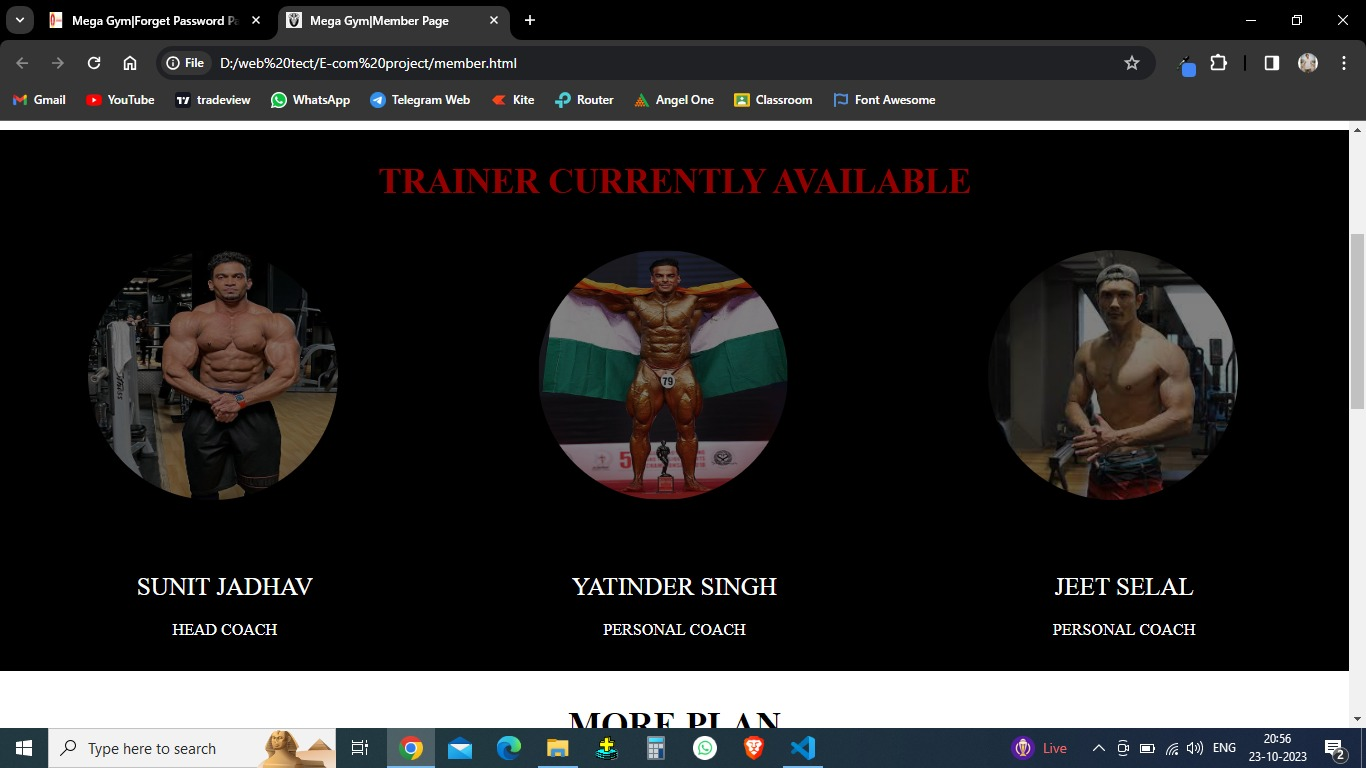 Mega Gym|Forget Password Pa
Mega Gym|Member Page
File
D:/web%20tect/E-com%20project/member.html
Gmail
YouTube
tradeview
WhatsApp
Telegram Web
Kite
Router
Angel One
Classroom
Font Awesome
TRAINER CURRENTLY AVAILABLE
79
5
SUNIT JADHAV
YATINDER SINGH
JEET SELAL
HEAD COACH
PERSONAL COACH
PERSONAL COACH
MORE PLAN
Type here to search
Live
ENG
20:56
23-10-2023
2